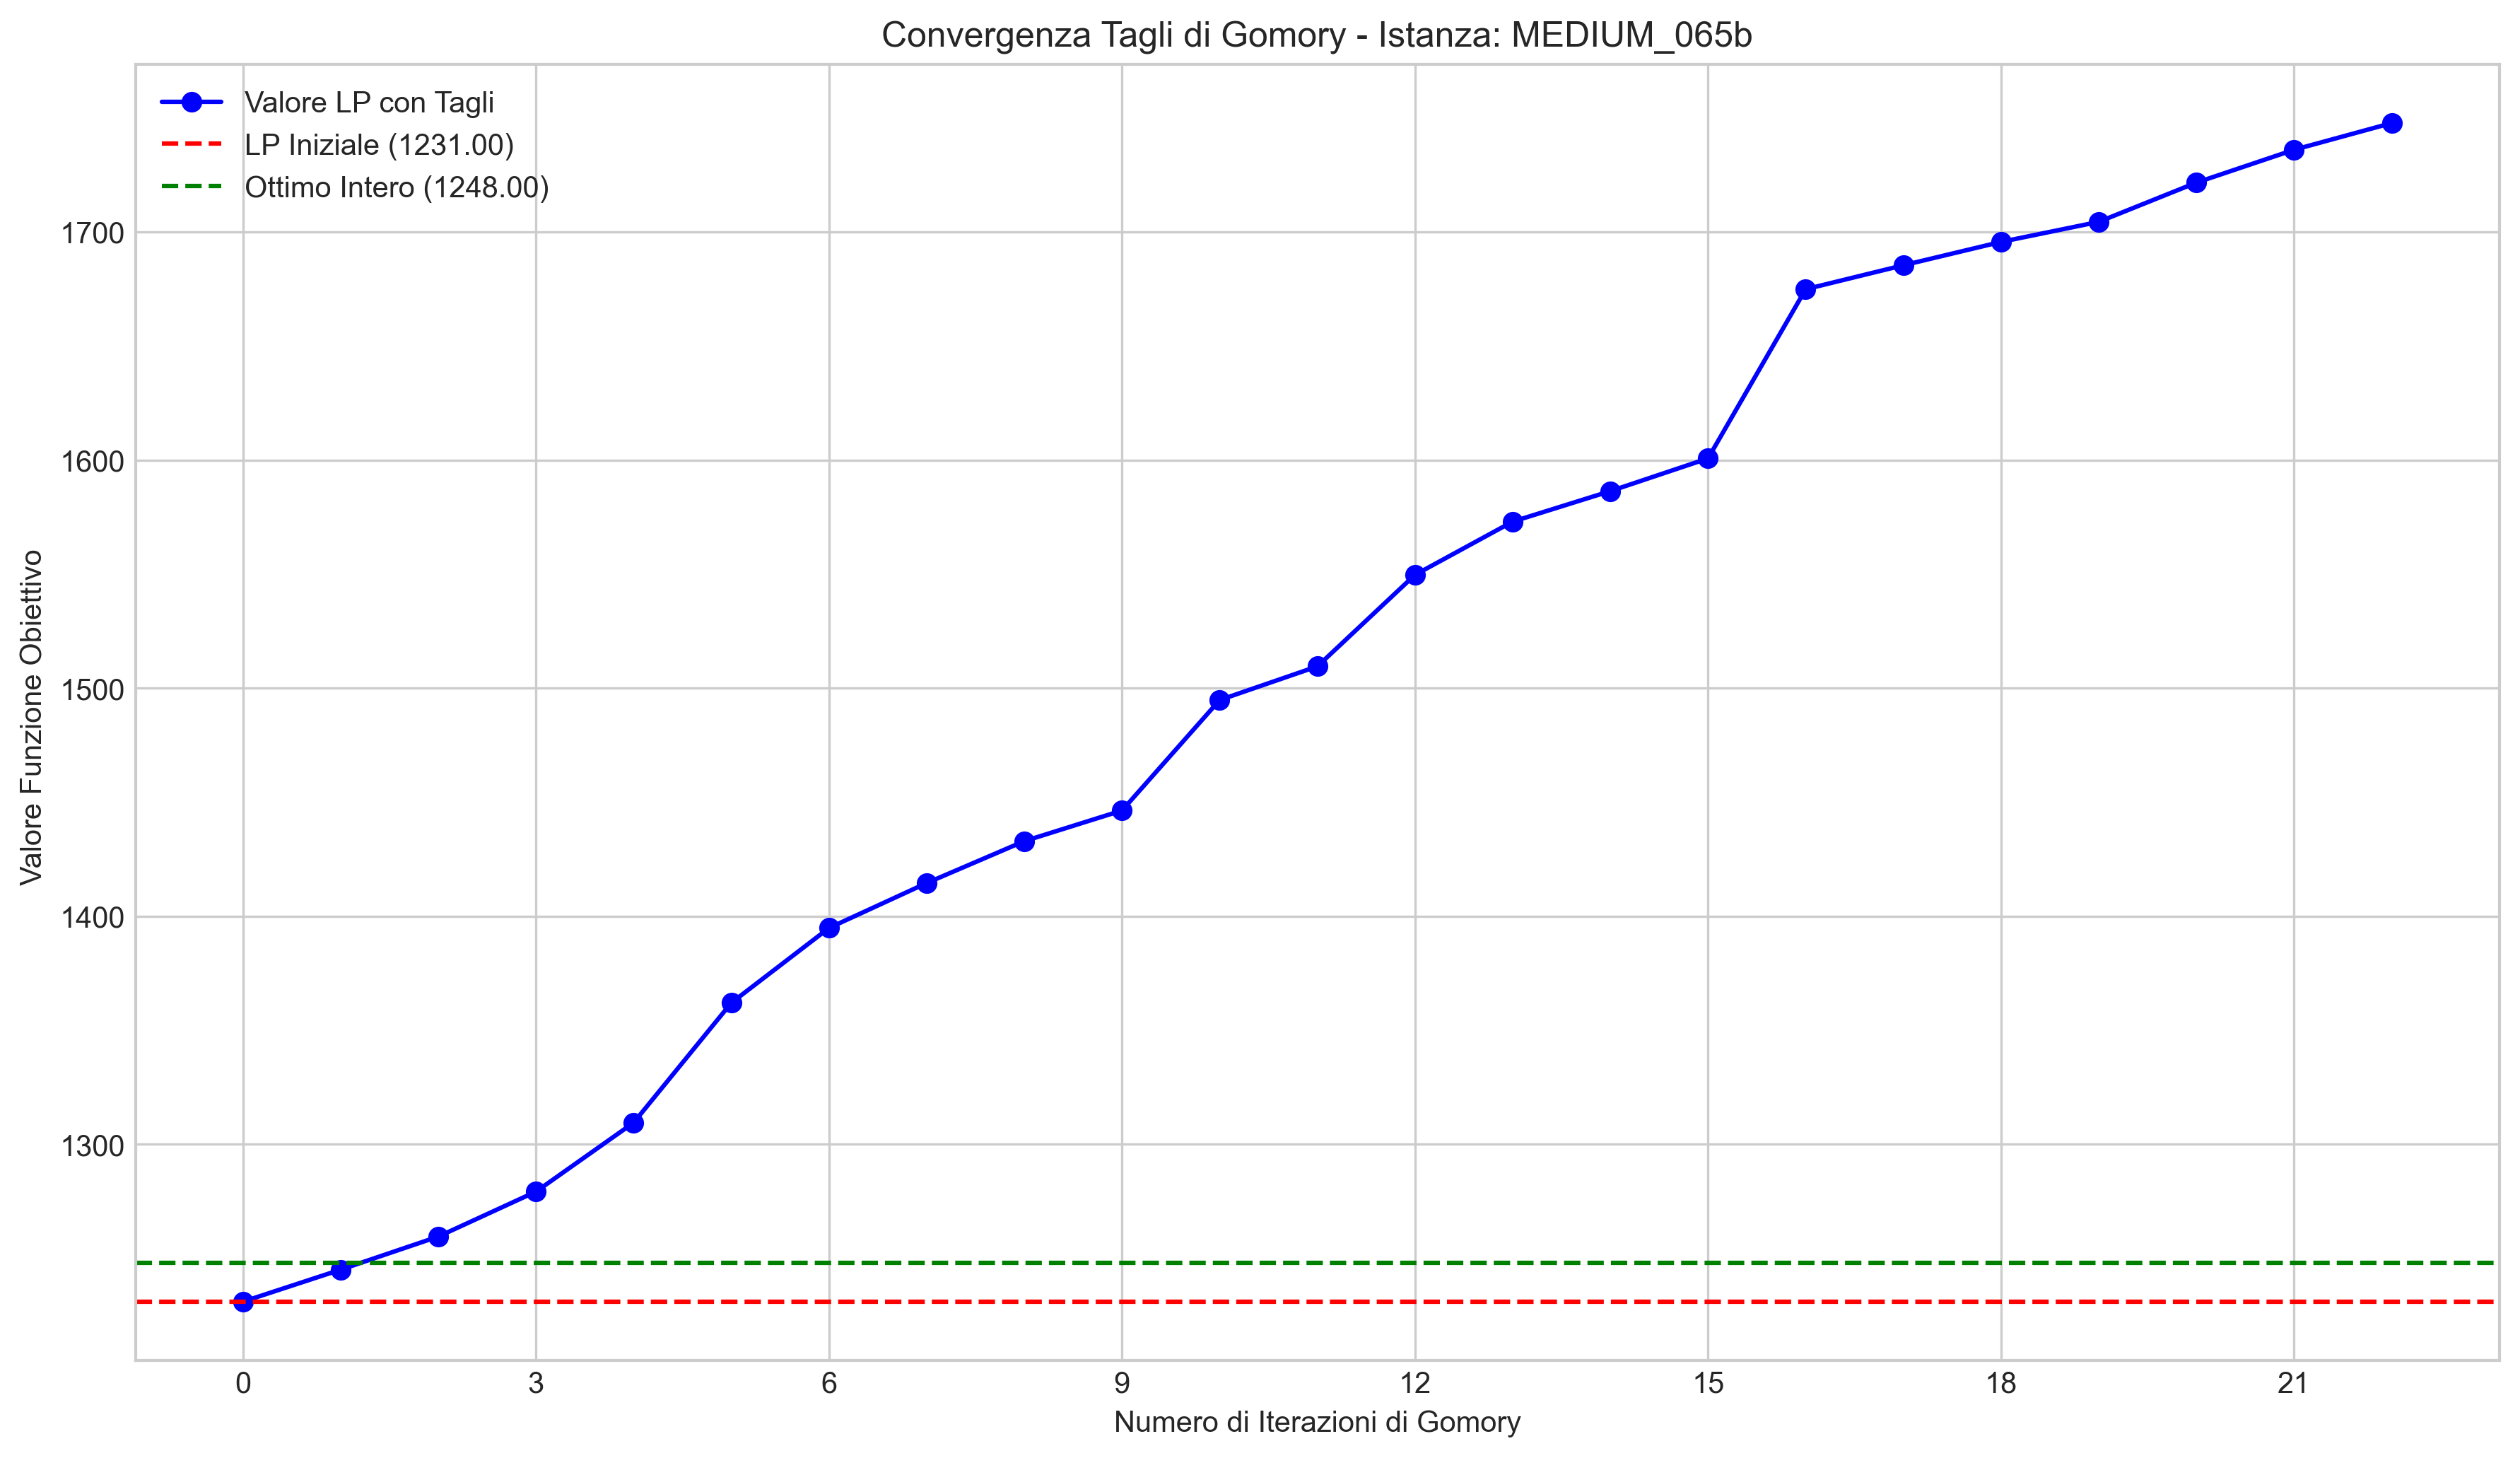 Convergenza Tagli di Gomory - Istanza: MEDIUM_065b
Valore LP con Tagli
LP Iniziale (1231.00)
Ottimo Intero (1248.00)
Valore Funzione Obiettivo
1700
1600
1500
1400
1300
0 3 6 9 12 15 18 21
Numero di Iterazioni di Gomory